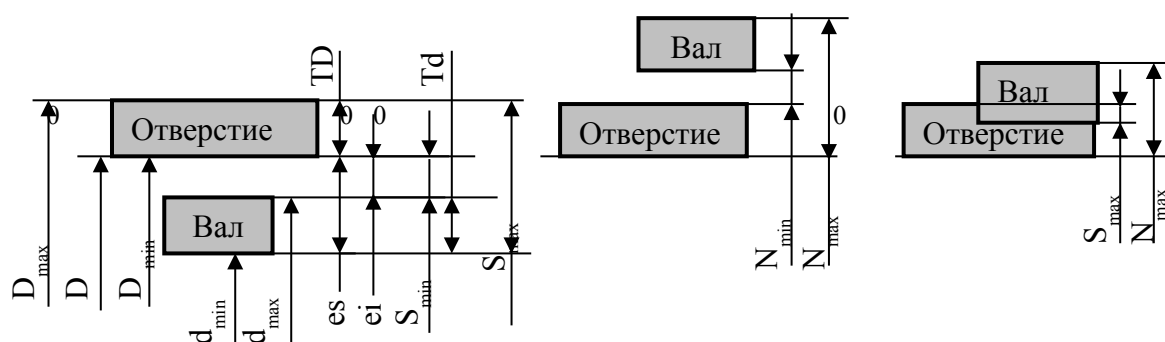 TD
Td
0
0
0
Отверстие
Вал
D max
D
D min
d min
d max
es
ei
S min
S max
Вал
0
Отверстие
N min
N max
Вал
Отверстие
S max
N max